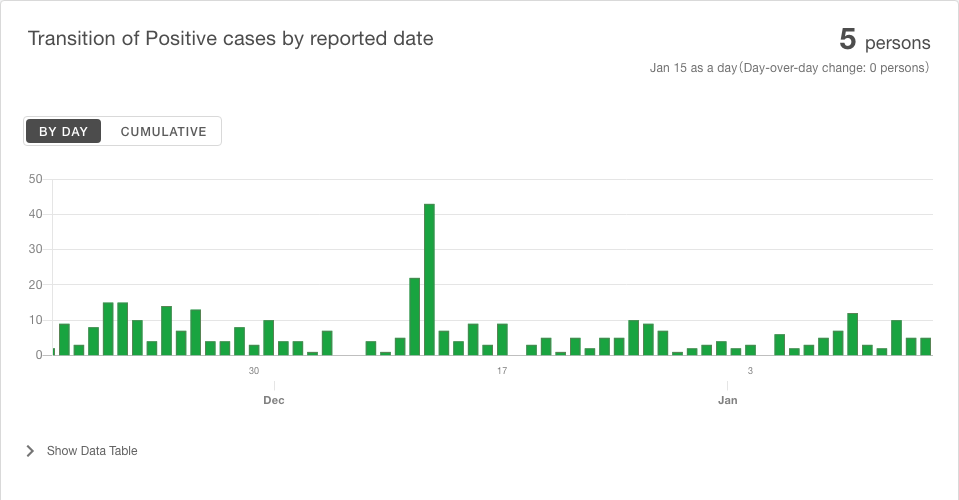 Transition of Positive cases by reported date
5 persons
Jan 15 as a day(Day-over-day change: 0 persons)
BY DAY
CUMULATIVE
50
40
30
20
10
0
30
17
3
Dec
Jan
Show Data Table